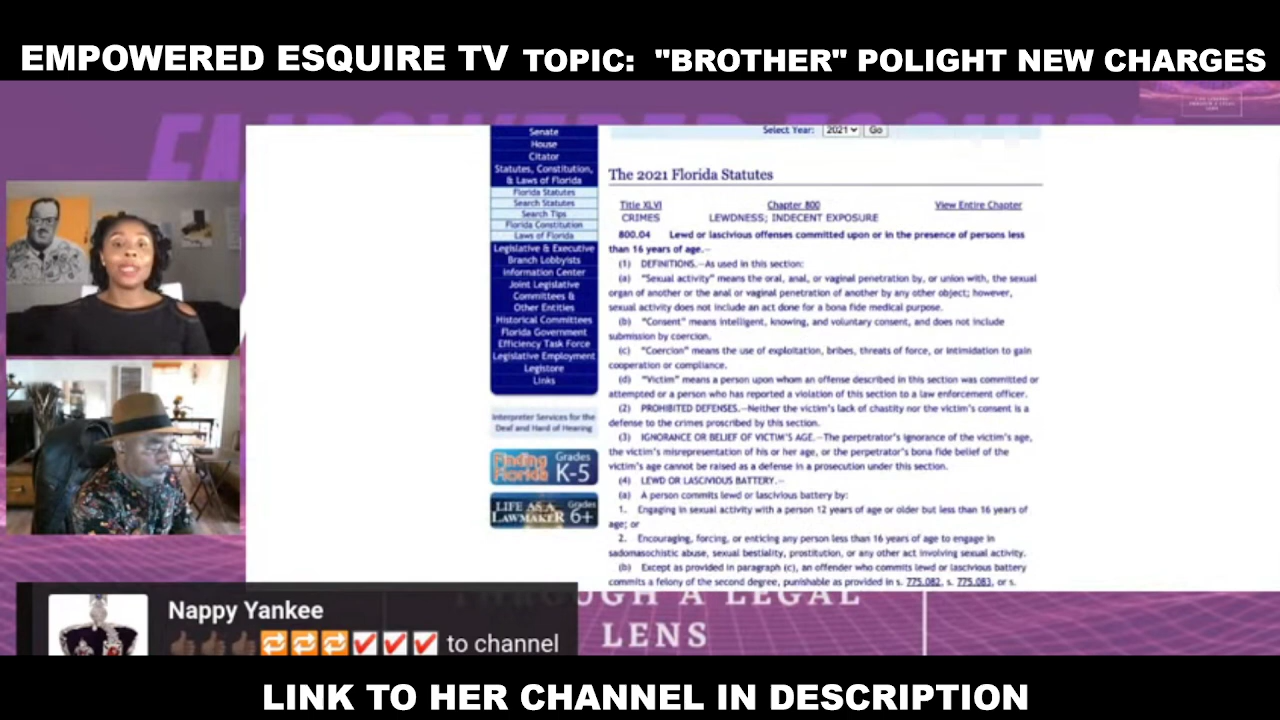 EMPOWERED ESQUIRE TV TOPIC: "BROTHER" POLIGHT NEW CHARGES
Senate
House
Citator
Statutes, Constitution,
& Laws of Florida
Florida Statutes
Search Statutes
Search Tips
Florida Constitution
Laws of Florida
Legislative & Executive
Branch Lobbyists
Information Center
Joint Legislative
Committees &
Other Entities
Historical Committees
Florida Government
Efficiency Task Force
Legislative Employment
Legistore
Links
Interpreter Services for the
Deaf and Hard of Hearing
Finding Florida Grades K-5
LIFE AS A LAWMAKER Grades 6+
Select Year: 2021 Go
The 2021 Florida Statutes
Title XLVI Chapter 800 View Entire Chapter
CRIMES LEWDNESS; INDECENT EXPOSURE
800.04 Lewd or lascivious offenses committed upon or in the presence of persons less
than 16 years of age.—
(1) DEFINITIONS.—As used in this section:
(a) "Sexual activity" means the oral, anal, or vaginal penetration by, or union with, the sexual
organ of another or the anal or vaginal penetration of another by any other object; however,
sexual activity does not include an act done for a bona fide medical purpose.
(b) "Consent" means intelligent, knowing, and voluntary consent, and does not include
submission by coercion.
(c) "Coercion" means the use of exploitation, bribes, threats of force, or intimidation to gain
cooperation or compliance.
(d) "Victim" means a person upon whom an offense described in this section was committed or
attempted or a person who has reported a violation of this section to a law enforcement officer.
(2) PROHIBITED DEFENSES.—Neither the victim's lack of chastity nor the victim's consent is a
defense to the crimes proscribed by this section.
(3) IGNORANCE OR BELIEF OF VICTIM'S AGE.—The perpetrator's ignorance of the victim's age,
the victim's misrepresentation of his or her age, or the perpetrator's bona fide belief of the
victim's age cannot be raised as a defense in a prosecution under this section.
(4) LEWD OR LASCIVIOUS BATTERY.—
(a) A person commits lewd or lascivious battery by:
1. Engaging in sexual activity with a person 12 years of age or older but less than 16 years of
age; or
2. Encouraging, forcing, or enticing any person less than 16 years of age to engage in
sadomasochistic abuse, sexual bestiality, prostitution, or any other act involving sexual activity.
(b) Except as provided in paragraph (c), an offender who commits lewd or lascivious battery
commits a felony of the second degree, punishable as provided in s. 775.082, s. 775.083, or s.
THROUGH A LEGAL
LENS
Nappy Yankee
to channel
LINK TO HER CHANNEL IN DESCRIPTION